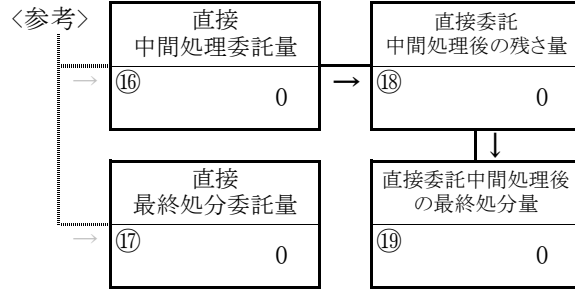 〈参考〉
直接
中間処理委託量
→ ⑯
0
→
直接委託
中間処理後の残さ量
⑱
0
↓
直接
最終処分委託量
→ ⑰
0
直接委託中間処理後
の最終処分量
⑲
0